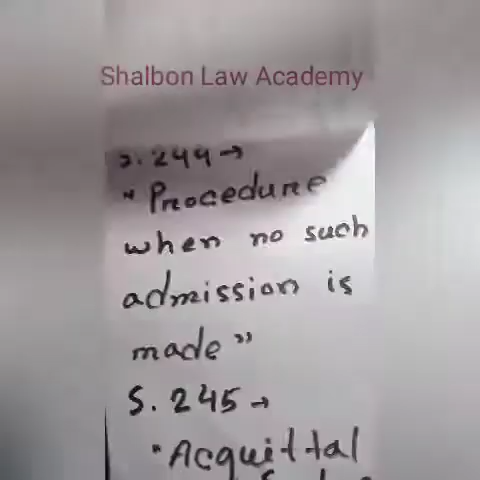 Shalbon Law Academy
S. 244 →
" Procedure
when no such
admission is
made"
S. 245 →
"Acquittal